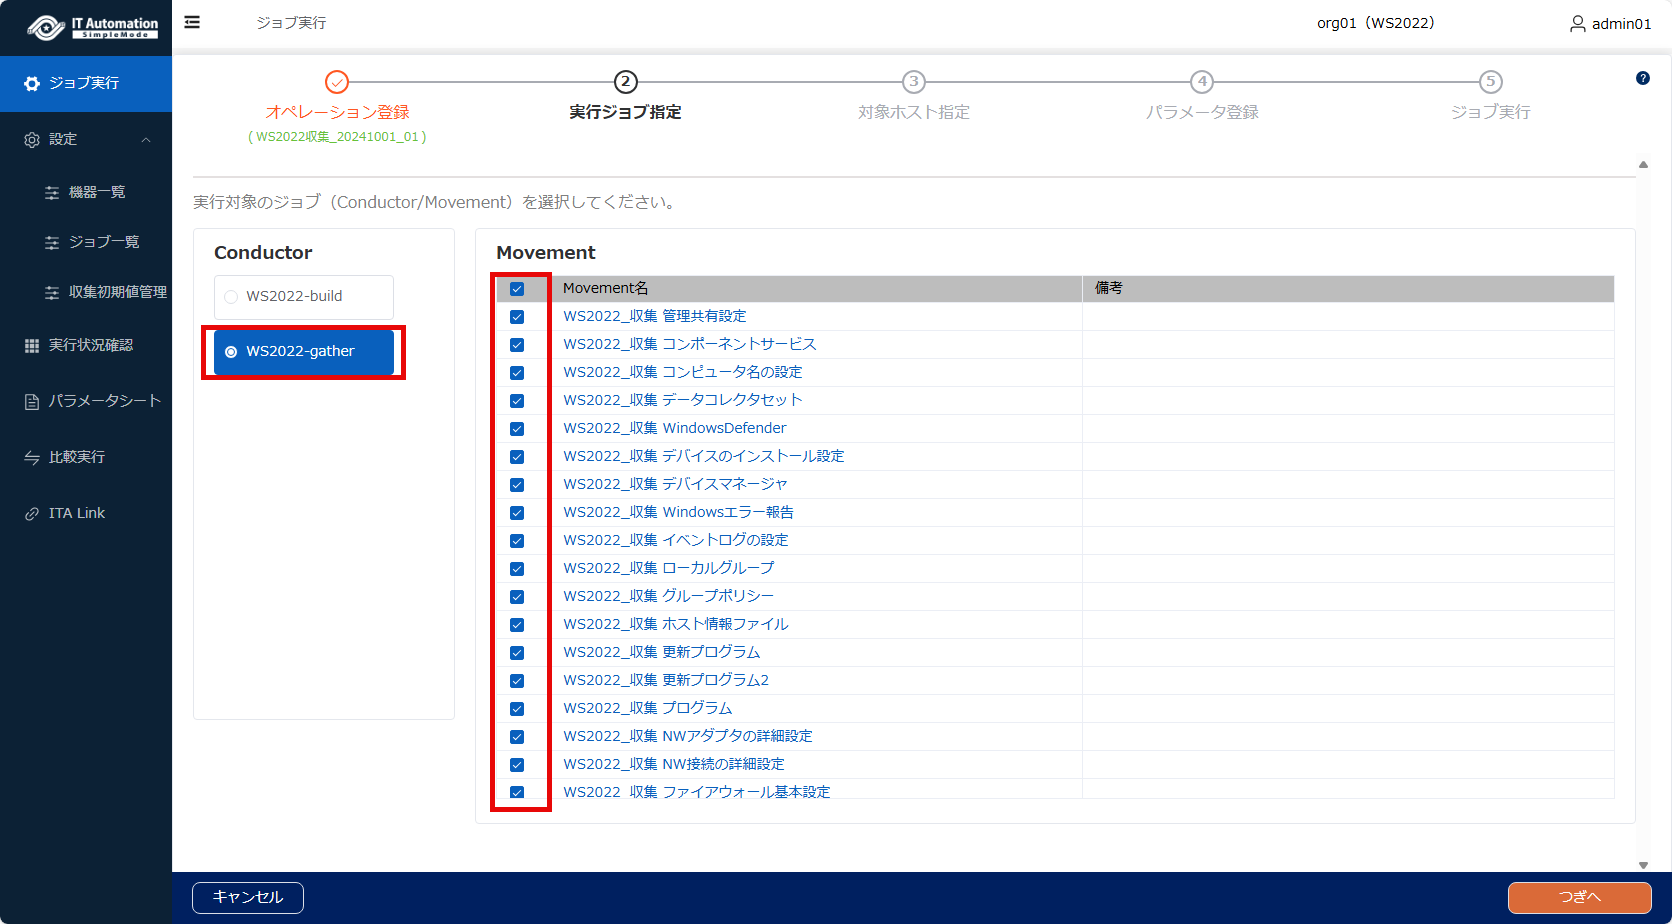 IT Automation
SimpleMode
ジョブ実行
org01（WS2022）
admin01
ジョブ実行
設定
機器一覧
ジョブ一覧
収集初期値管理
実行状況確認
パラメータシート
比較実行
ITA Link
2
3
4
5
オペレーション登録
実行ジョブ指定
対象ホスト指定
パラメータ登録
ジョブ実行
( WS2022収集_20241001_01 )
?
実行対象のジョブ（Conductor/Movement）を選択してください。
Conductor
WS2022-build
WS2022-gather
Movement
Movement名 備考
WS2022_収集 管理共有設定
WS2022_収集 コンポーネントサービス
WS2022_収集 コンピュータ名の設定
WS2022_収集 データコレクタセット
WS2022_収集 WindowsDefender
WS2022_収集 デバイスのインストール設定
WS2022_収集 デバイスマネージャ
WS2022_収集 Windowsエラー報告
WS2022_収集 イベントログの設定
WS2022_収集 ローカルグループ
WS2022_収集 グループポリシー
WS2022_収集 ホスト情報ファイル
WS2022_収集 更新プログラム
WS2022_収集 更新プログラム2
WS2022_収集 プログラム
WS2022_収集 NWアダプタの詳細設定
WS2022_収集 NW接続の詳細設定
WS2022_収集 ファイアウォール基本設定
キャンセル
つぎへ